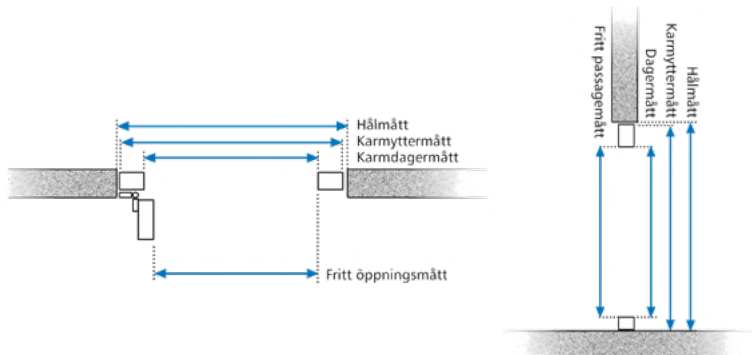 Hålmått
Karmyttermått
Karmdagermått
Fritt öppningsmått
Fritt passagemått
Dagermått
Karmyttermått
Hålmått